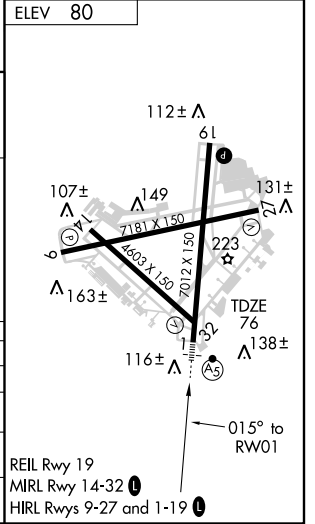 ELEV 80
112±
19
P
107±
149
131±
14
7181 X 150
27
P
V
9
4603 X 150
7012 X 150
223
163±
V
TDZE
76
1
32
116±
138±
A5
015° to
RW01
REIL Rwy 19
MIRL Rwy 14-32 L
HIRL Rwys 9-27 and 1-19 L